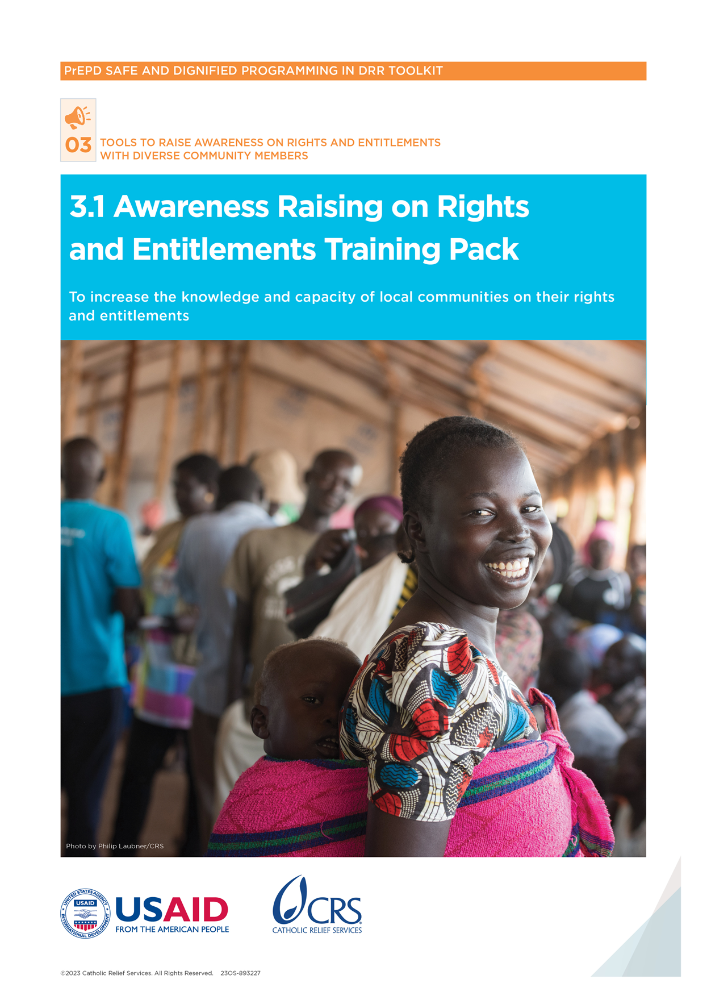 PrEPD SAFE AND DIGNIFIED PROGRAMMING IN DRR TOOLKIT
03
TOOLS TO RAISE AWARENESS ON RIGHTS AND ENTITLEMENTS
WITH DIVERSE COMMUNITY MEMBERS
3.1 Awareness Raising on Rights
and Entitlements Training Pack
To increase the knowledge and capacity of local communities on their rights
and entitlements
Photo by Philip Laubner/CRS
UNITED STATES AGENCY
USAID
INTERNATIONAL DEVELOPMENT
USAID
FROM THE AMERICAN PEOPLE
CRS
CATHOLIC RELIEF SERVICES
©2023 Catholic Relief Services. All Rights Reserved. 23OS-893227